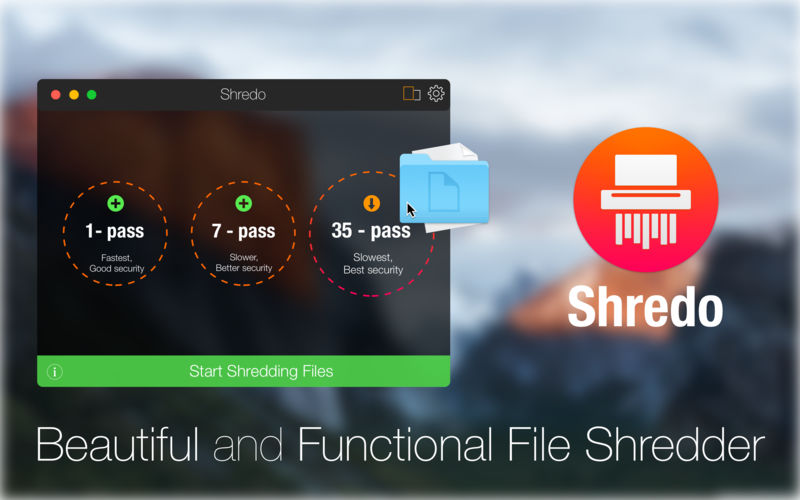 Shredo
1- pass
Fastest,
Good security
7 - pass
Slower,
Better security
35 - pass
Slowest,
Best security
i
Start Shredding Files
Shredo
Beautiful and Functional File Shredder